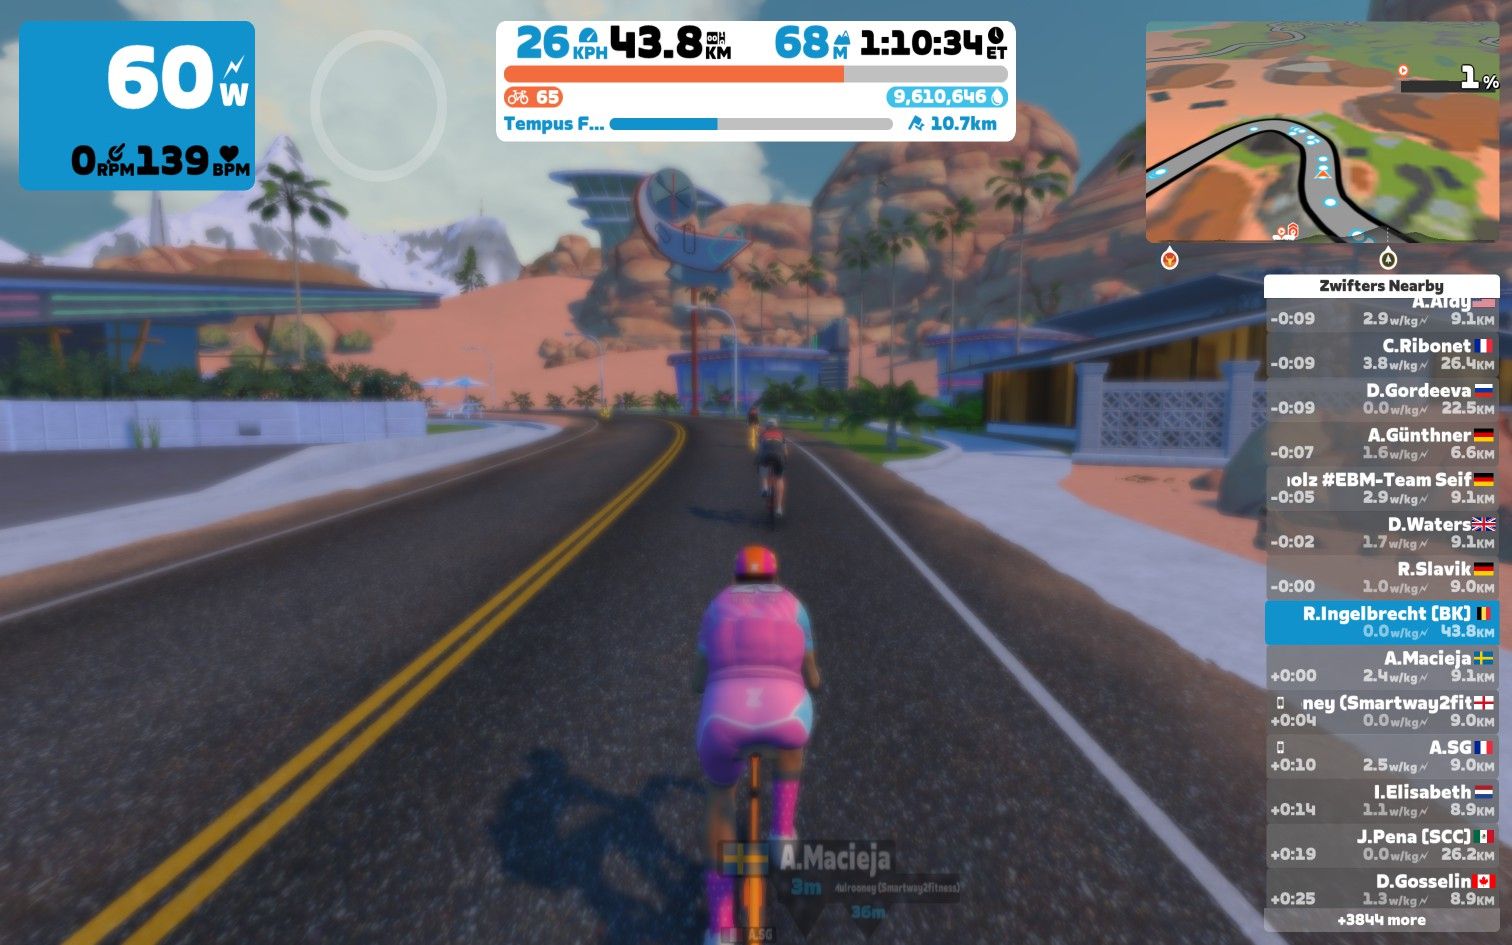 60 W
0 RPM 139 BPM
26 KPH 43.8 KM 68 M 1:10:34 ET
65 9,610,646
Tempus F... 10.7km
1%
Zwifters Nearby
A.Aldy
-0:09 2.9w/kg 9.1KM
C.Ribonet
-0:09 3.8w/kg 26.4KM
D.Gordeeva
-0:09 0.0w/kg 22.5KM
A.Günthner
-0:07 1.6w/kg 6.6KM
olz #EBM-Team Seif
-0:05 2.9w/kg 9.1KM
D.Waters
-0:02 1.7w/kg 9.1KM
R.Slavik
-0:00 1.0w/kg 9.0KM
R.Ingelbrecht (BK)
0.0w/kg 43.8KM
A.Macieja
+0:00 2.4w/kg 9.1KM
ney (Smartway2fit
+0:04 0.0w/kg 9.0KM
A.SG
+0:10 2.5w/kg 9.0KM
I.Elisabeth
+0:14 1.1w/kg 8.9KM
J.Pena (SCC)
+0:19 0.0w/kg 26.2KM
D.Gosselin
+0:25 1.3w/kg 8.9KM
+3844 more
A.Macieja
3m
(Smartway2fitness)
36m
A.SG